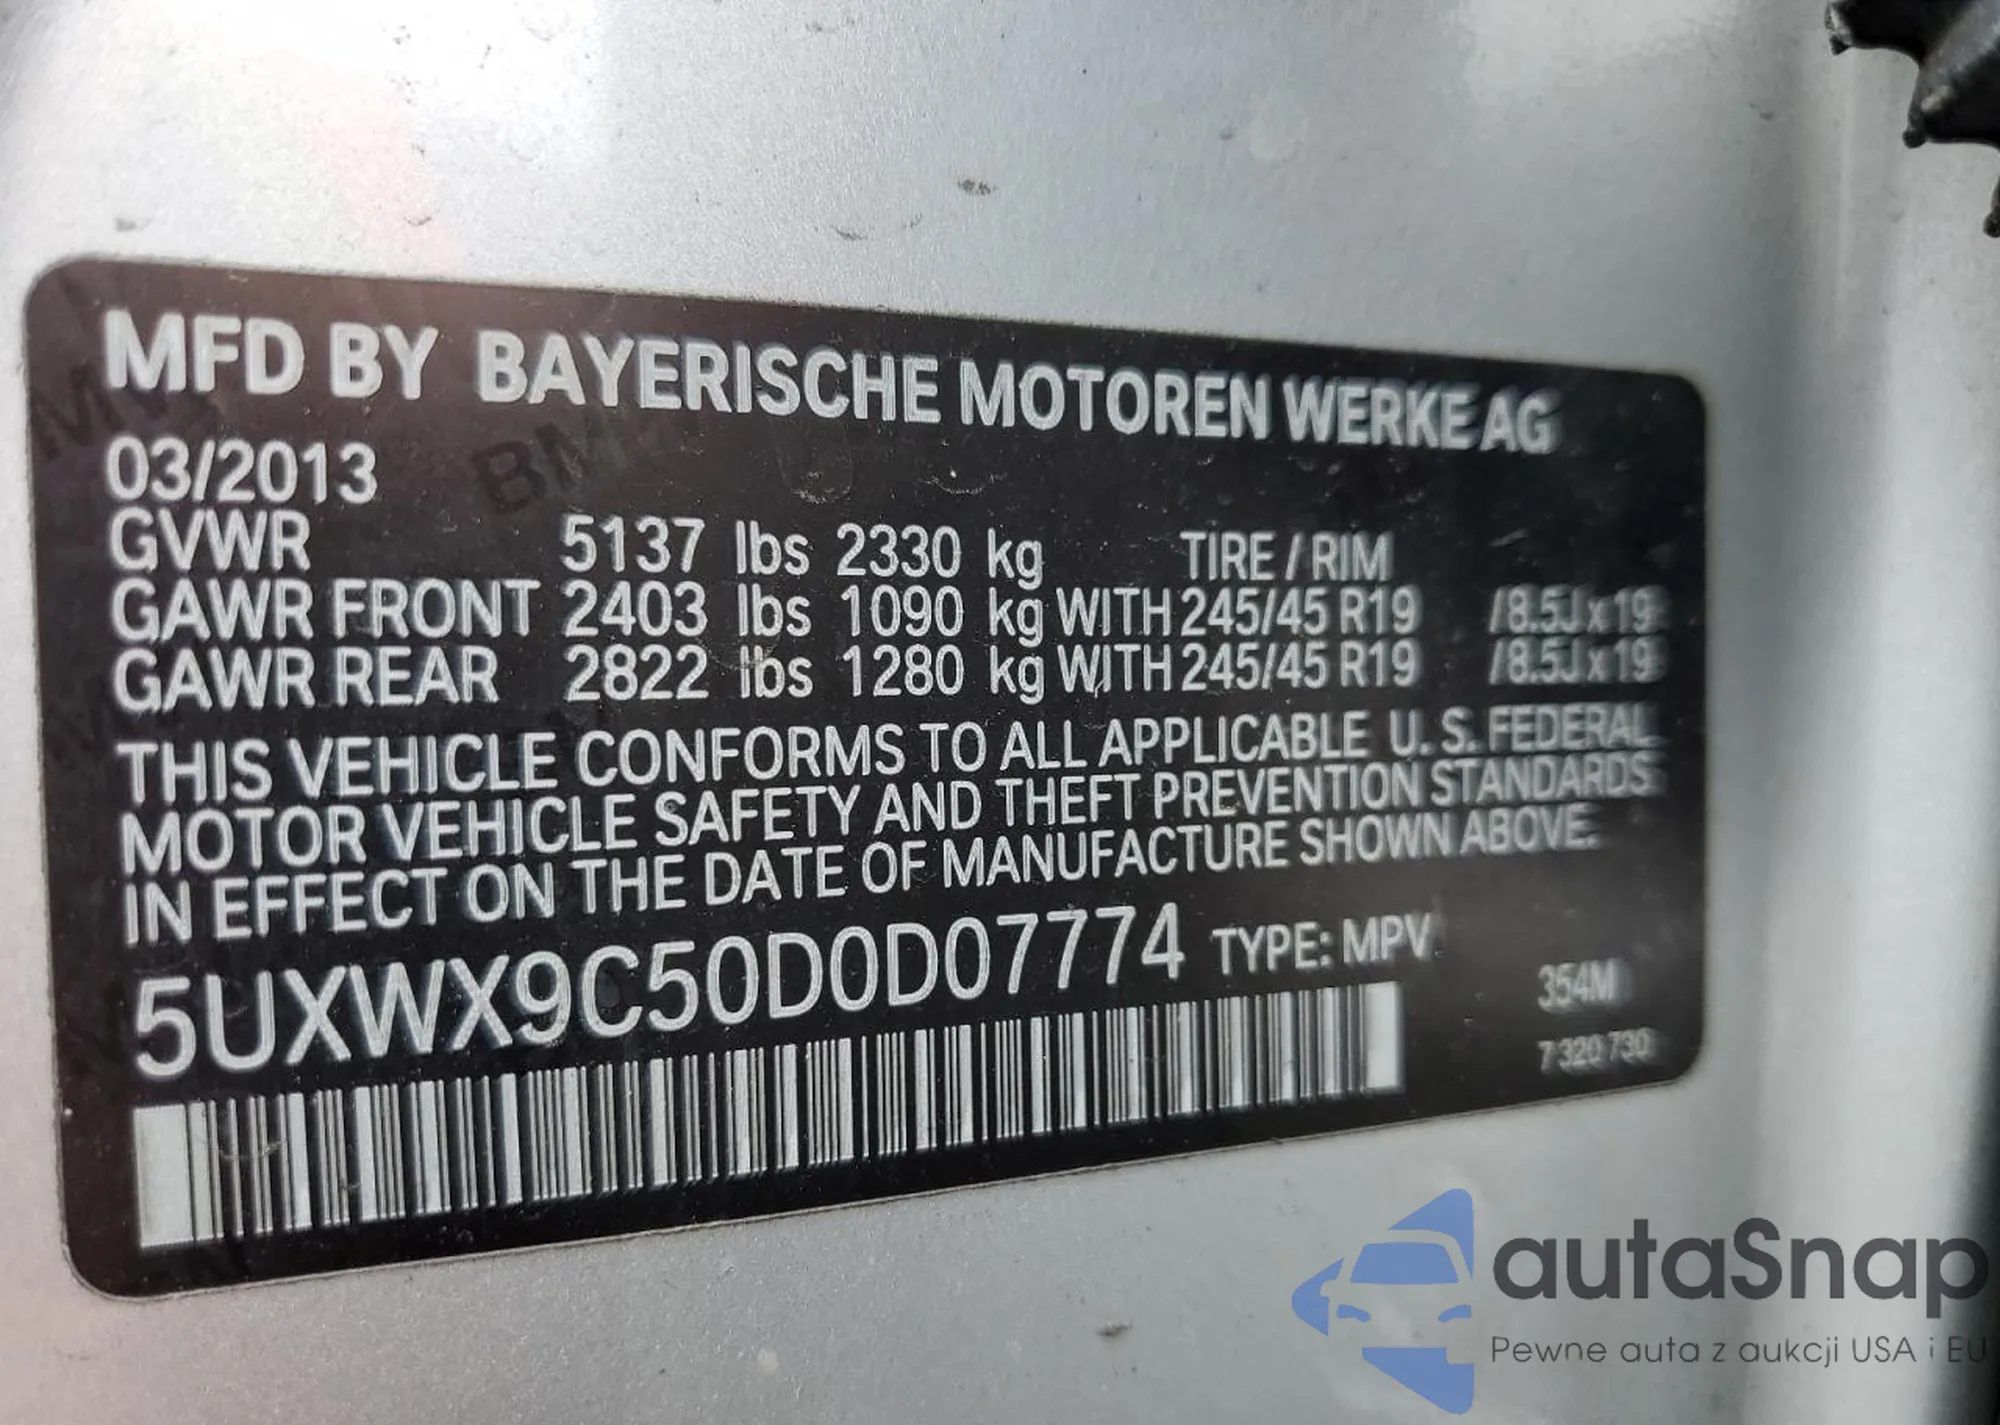 MFD BY BAYERISCHE MOTOREN WERKE AG
03/2013
GVWR 5137 lbs 2330 kg TIRE / RIM
GAWR FRONT 2403 lbs 1090 kg WITH 245/45 R19 /8.5J x 19
GAWR REAR 2822 lbs 1280 kg WITH 245/45 R19 /8.5J x 19
THIS VEHICLE CONFORMS TO ALL APPLICABLE U. S. FEDERAL
MOTOR VEHICLE SAFETY AND THEFT PREVENTION STANDARDS
IN EFFECT ON THE DATE OF MANUFACTURE SHOWN ABOVE.
5UXWX9C50D0D07774 TYPE: MPV
354M
7 320 730
autaSnap
Pewne auta z aukcji USA i EU